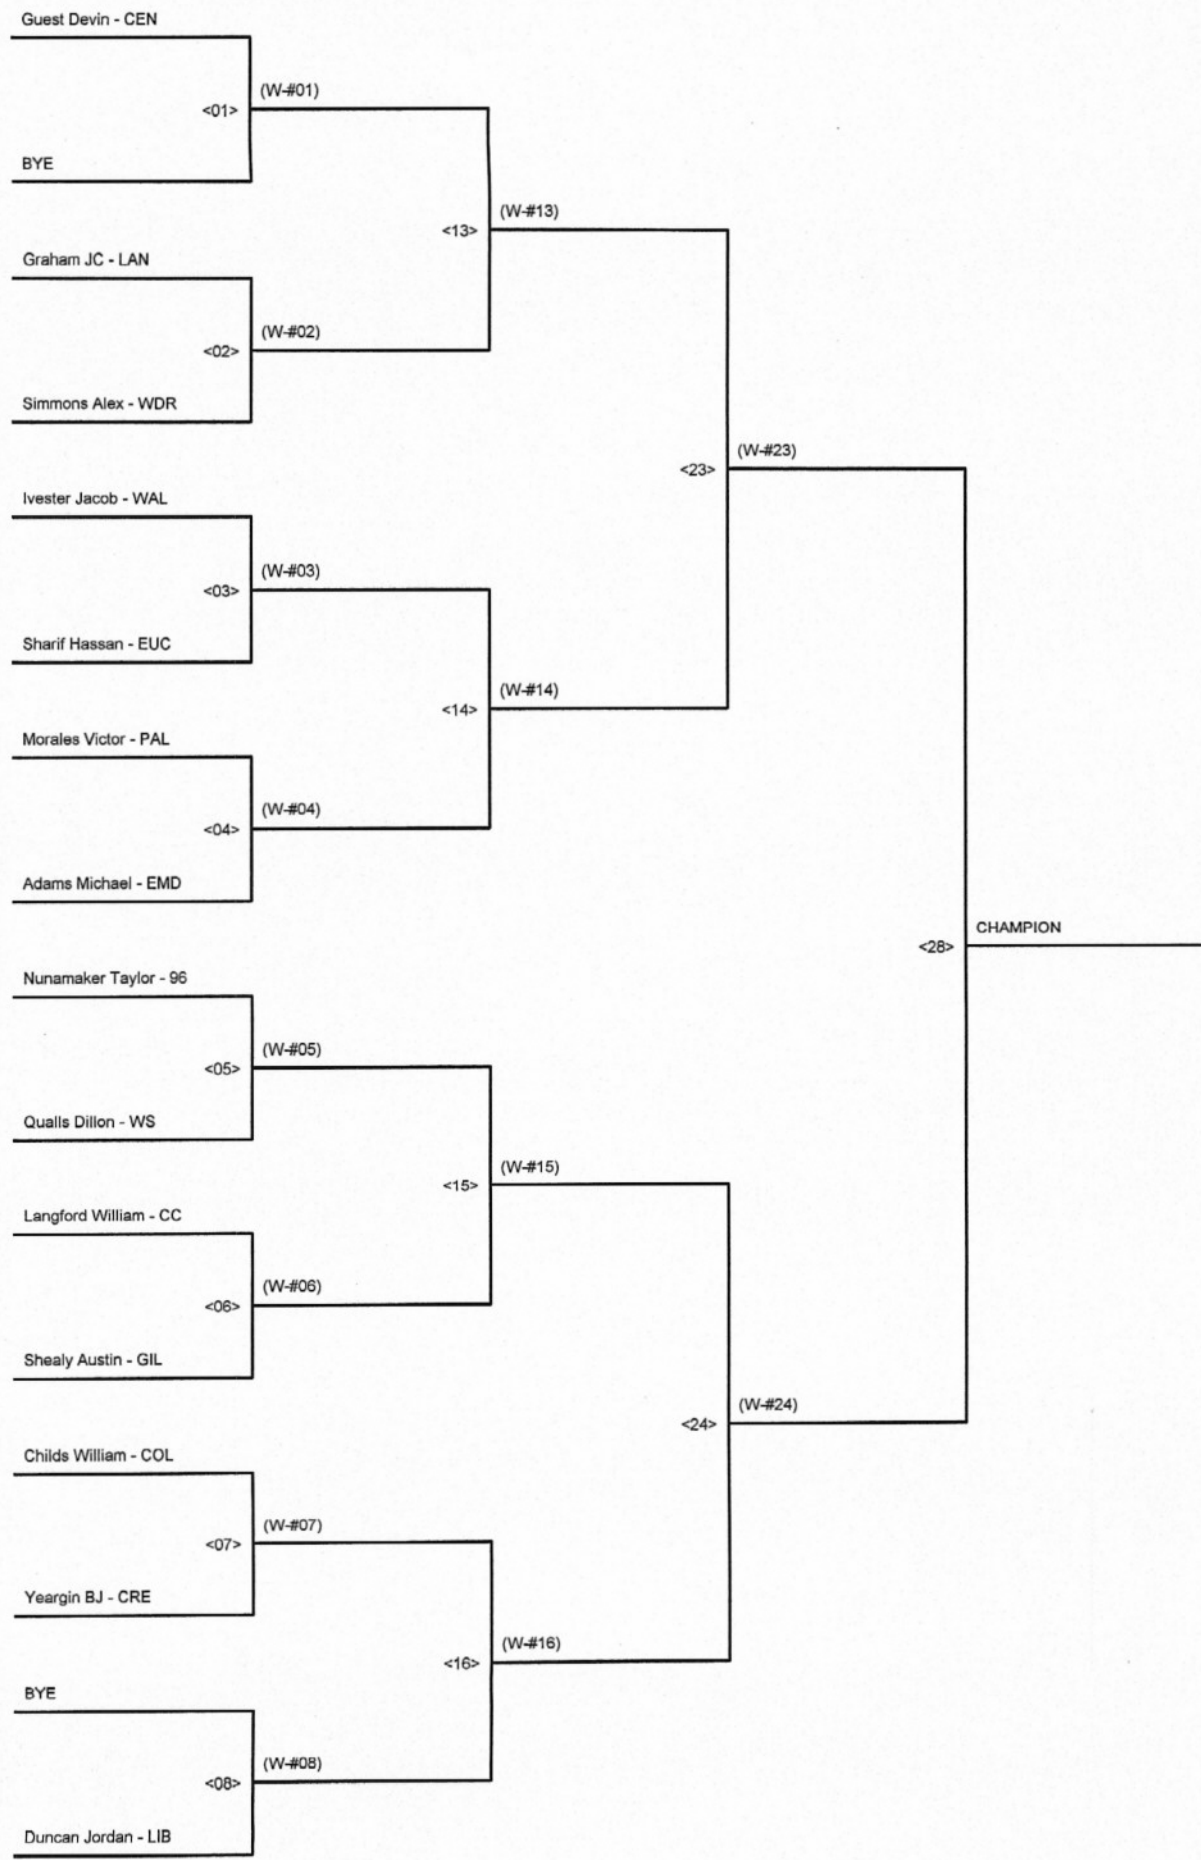 Guest Devin - CEN
(W-#01)
<01>
BYE
(W-#13)
<13>
Graham JC - LAN
(W-#02)
<02>
Simmons Alex - WDR
(W-#23)
<23>
Ivester Jacob - WAL
(W-#03)
<03>
Sharif Hassan - EUC
(W-#14)
<14>
Morales Victor - PAL
(W-#04)
<04>
Adams Michael - EMD
CHAMPION
<28>
Nunamaker Taylor - 96
(W-#05)
<05>
Qualls Dillon - WS
(W-#15)
<15>
Langford William - CC
(W-#06)
<06>
Shealy Austin - GIL
(W-#24)
<24>
Childs William - COL
(W-#07)
<07>
Yeargin BJ - CRE
(W-#16)
<16>
BYE
(W-#08)
<08>
Duncan Jordan - LIB